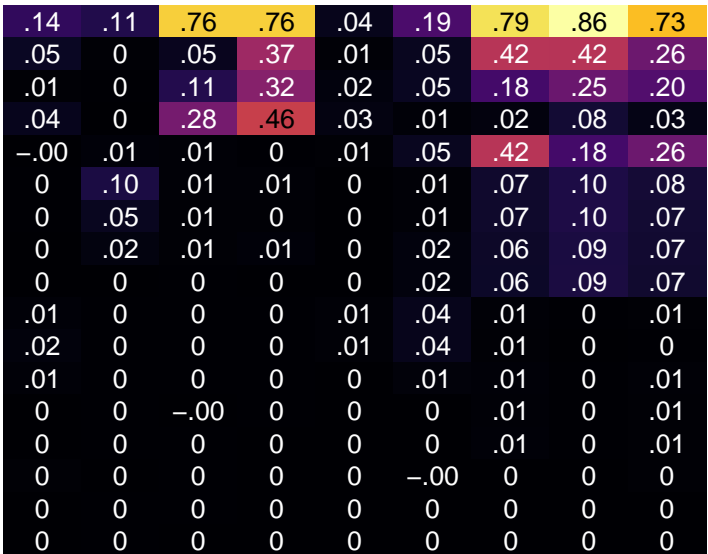 .14 .11 .76 .76 .04 .19 .79 .86 .73
.05 0 .05 .37 .01 .05 .42 .42 .26
.01 0 .11 .32 .02 .05 .18 .25 .20
.04 0 .28 .46 .03 .01 .02 .08 .03
–.00 .01 .01 0 .01 .05 .42 .18 .26
0 .10 .01 .01 0 .01 .07 .10 .08
0 .05 .01 0 0 .01 .07 .10 .07
0 .02 .01 .01 0 .02 .06 .09 .07
0 0 0 0 0 .02 .06 .09 .07
.01 0 0 0 .01 .04 .01 0 .01
.02 0 0 0 .01 .04 .01 0 0
.01 0 0 0 0 .01 .01 0 .01
0 0 –.00 0 0 0 .01 0 .01
0 0 0 0 0 0 .01 0 .01
0 0 0 0 0 –.00 0 0 0
0 0 0 0 0 0 0 0 0
0 0 0 0 0 0 0 0 0